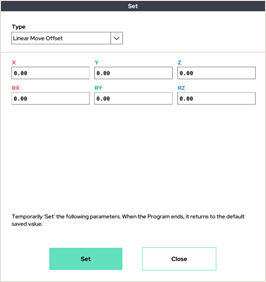 Set
Type
Linear Move Offset
X Y Z
0.00 0.00 0.00
RX RY RZ
0.00 0.00 0.00
Temporarily 'Set' the following parameters. When the Program ends, it returns to the default
saved value.
Set Close